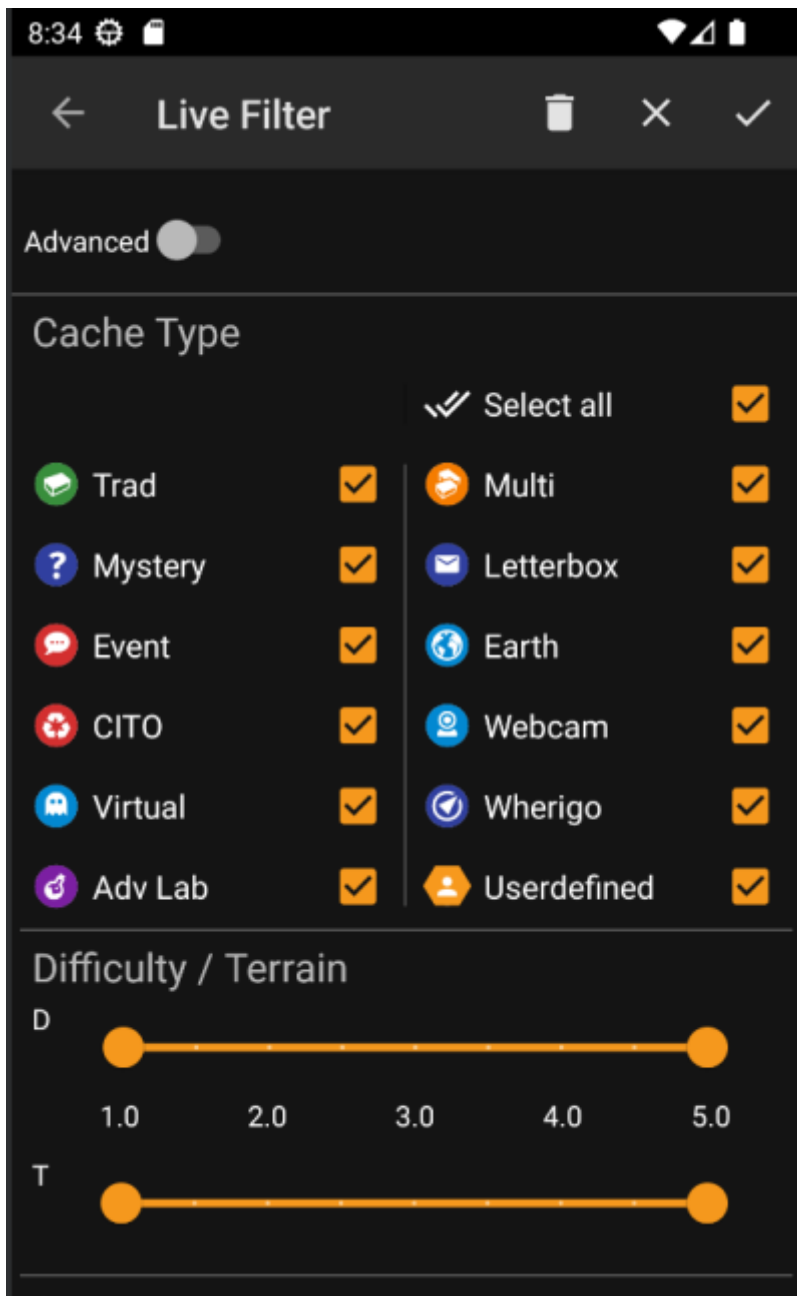 8:34
Live Filter
Advanced
Cache Type
Select all
Trad
Multi
Mystery
Letterbox
Event
Earth
CITO
Webcam
Virtual
Wherigo
Adv Lab
Userdefined
Difficulty / Terrain
D
1.0 2.0 3.0 4.0 5.0
T